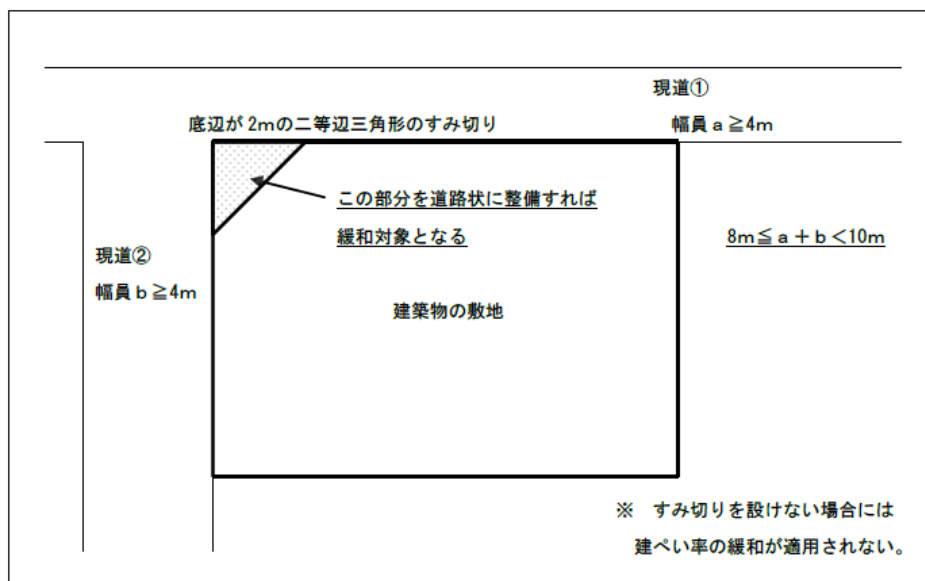 現道①
幅員a≧4m
底辺が2mの二等辺三角形のすみ切り
この部分を道路状に整備すれば
緩和対象となる
8m≦a+b<10m
現道②
幅員b≧4m
建築物の敷地
※ すみ切りを設けない場合には
建ぺい率の緩和が適用されない。